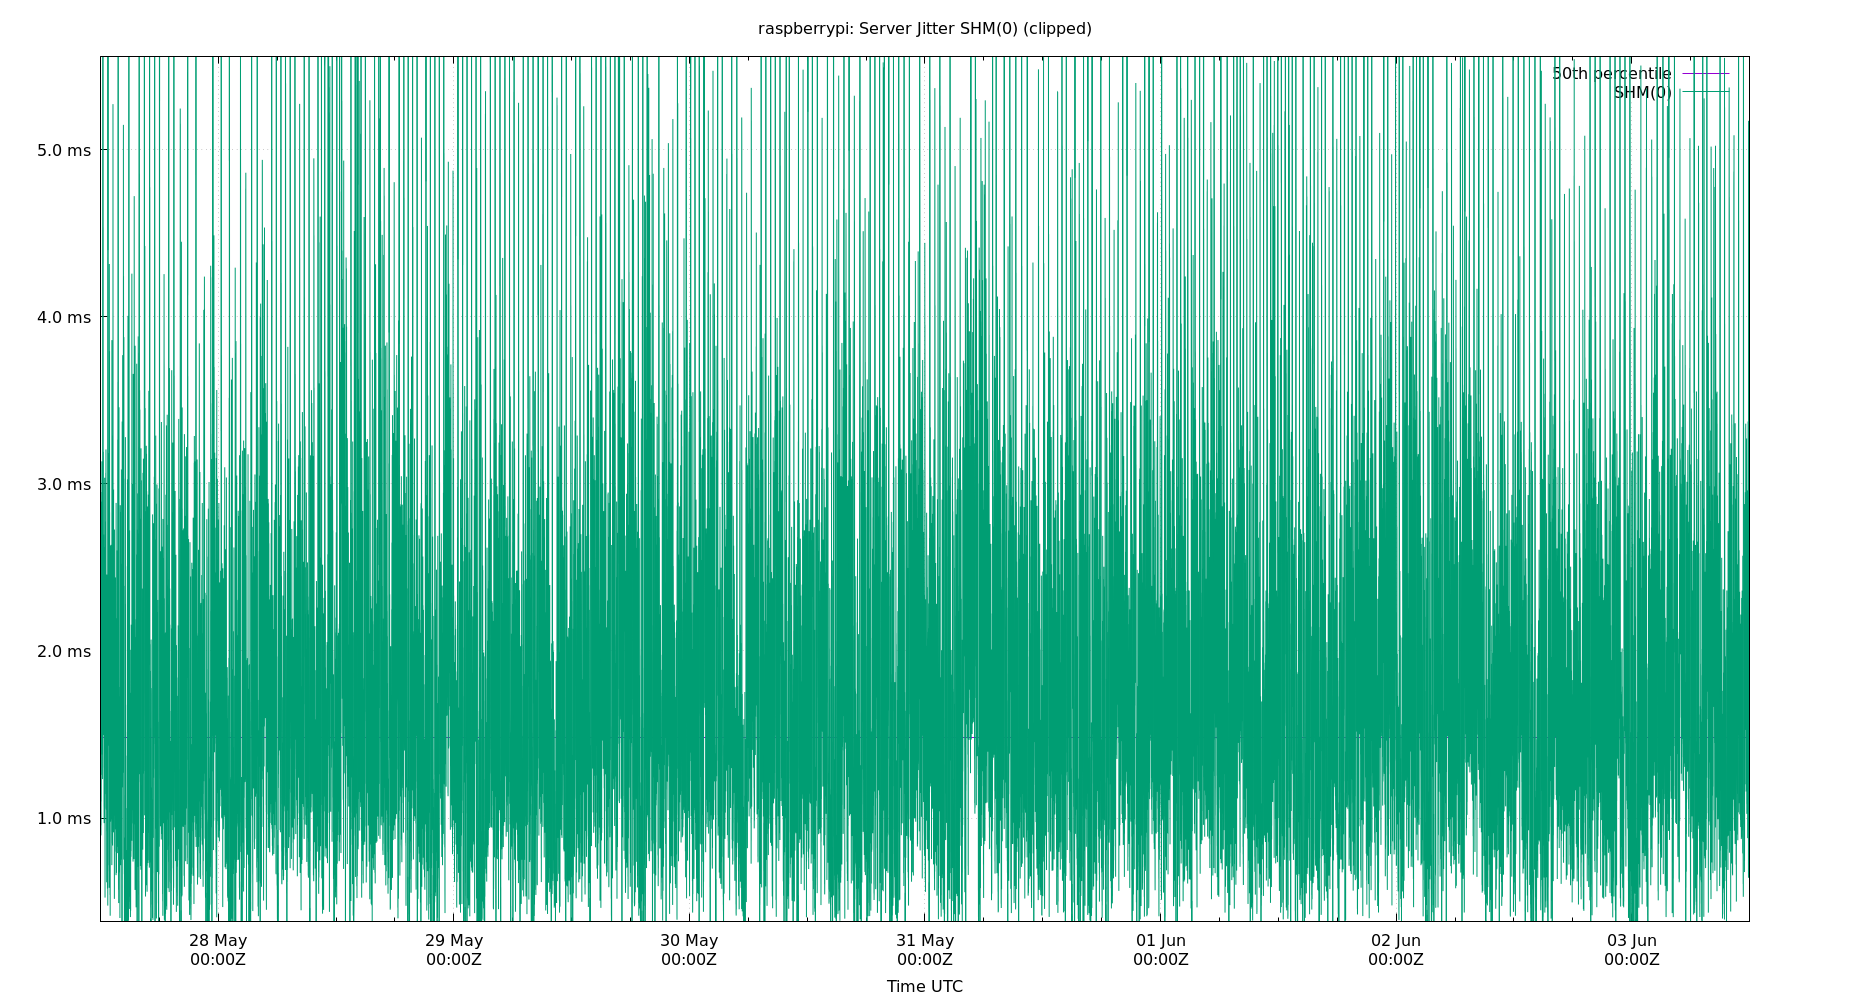 raspberrypi: Server Jitter SHM(0) (clipped)
50th percentile
SHM(0)
5.0 ms
4.0 ms
3.0 ms
2.0 ms
1.0 ms
28 May 29 May 30 May 31 May 01 Jun 02 Jun 03 Jun
00:00Z 00:00Z 00:00Z 00:00Z 00:00Z 00:00Z 00:00Z
Time UTC